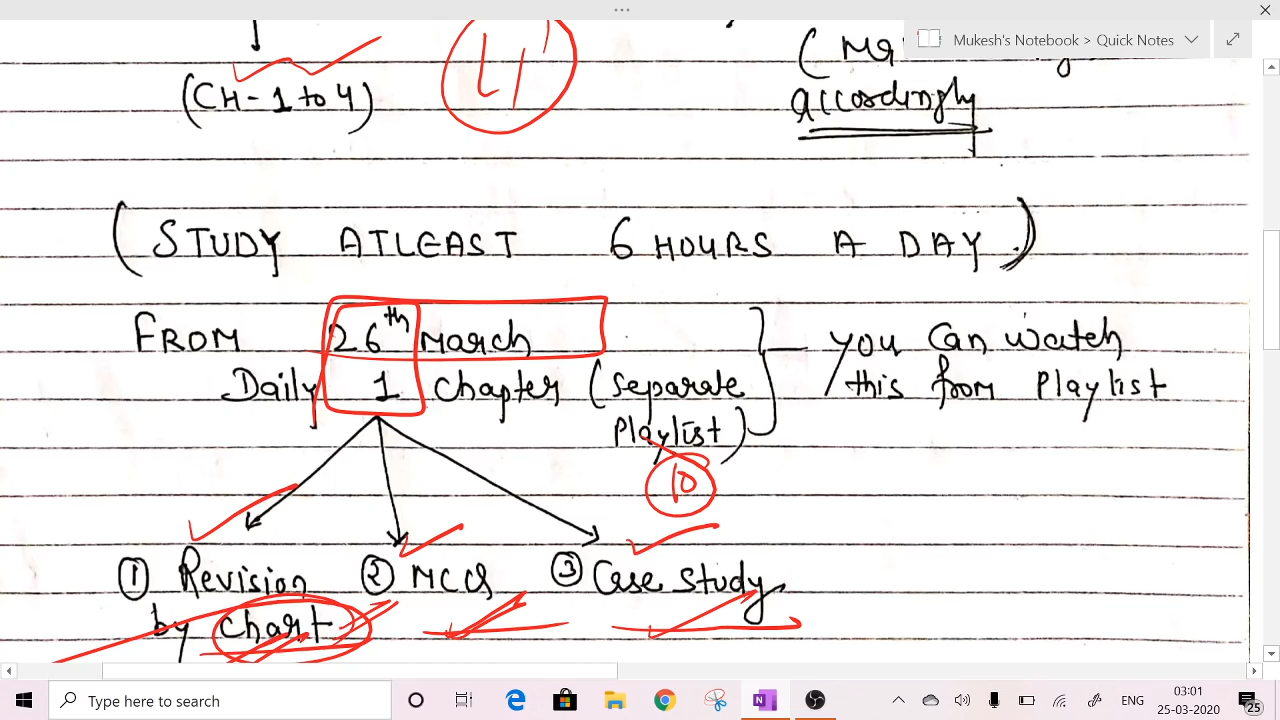 Mukesh's Notebook > Quick Notes
(CH-1 to 4)
accordingly
(STUDY ATLEAST 6 HOURS A DAY)
FROM 26th March
Daily 1 Chapter (Separate Playlist)
You Can watch
this from Playlist
10
① Revision
by Chart
② MCQ
③ Case Study
Type here to search
ENG
03:01
25-03-2020
25